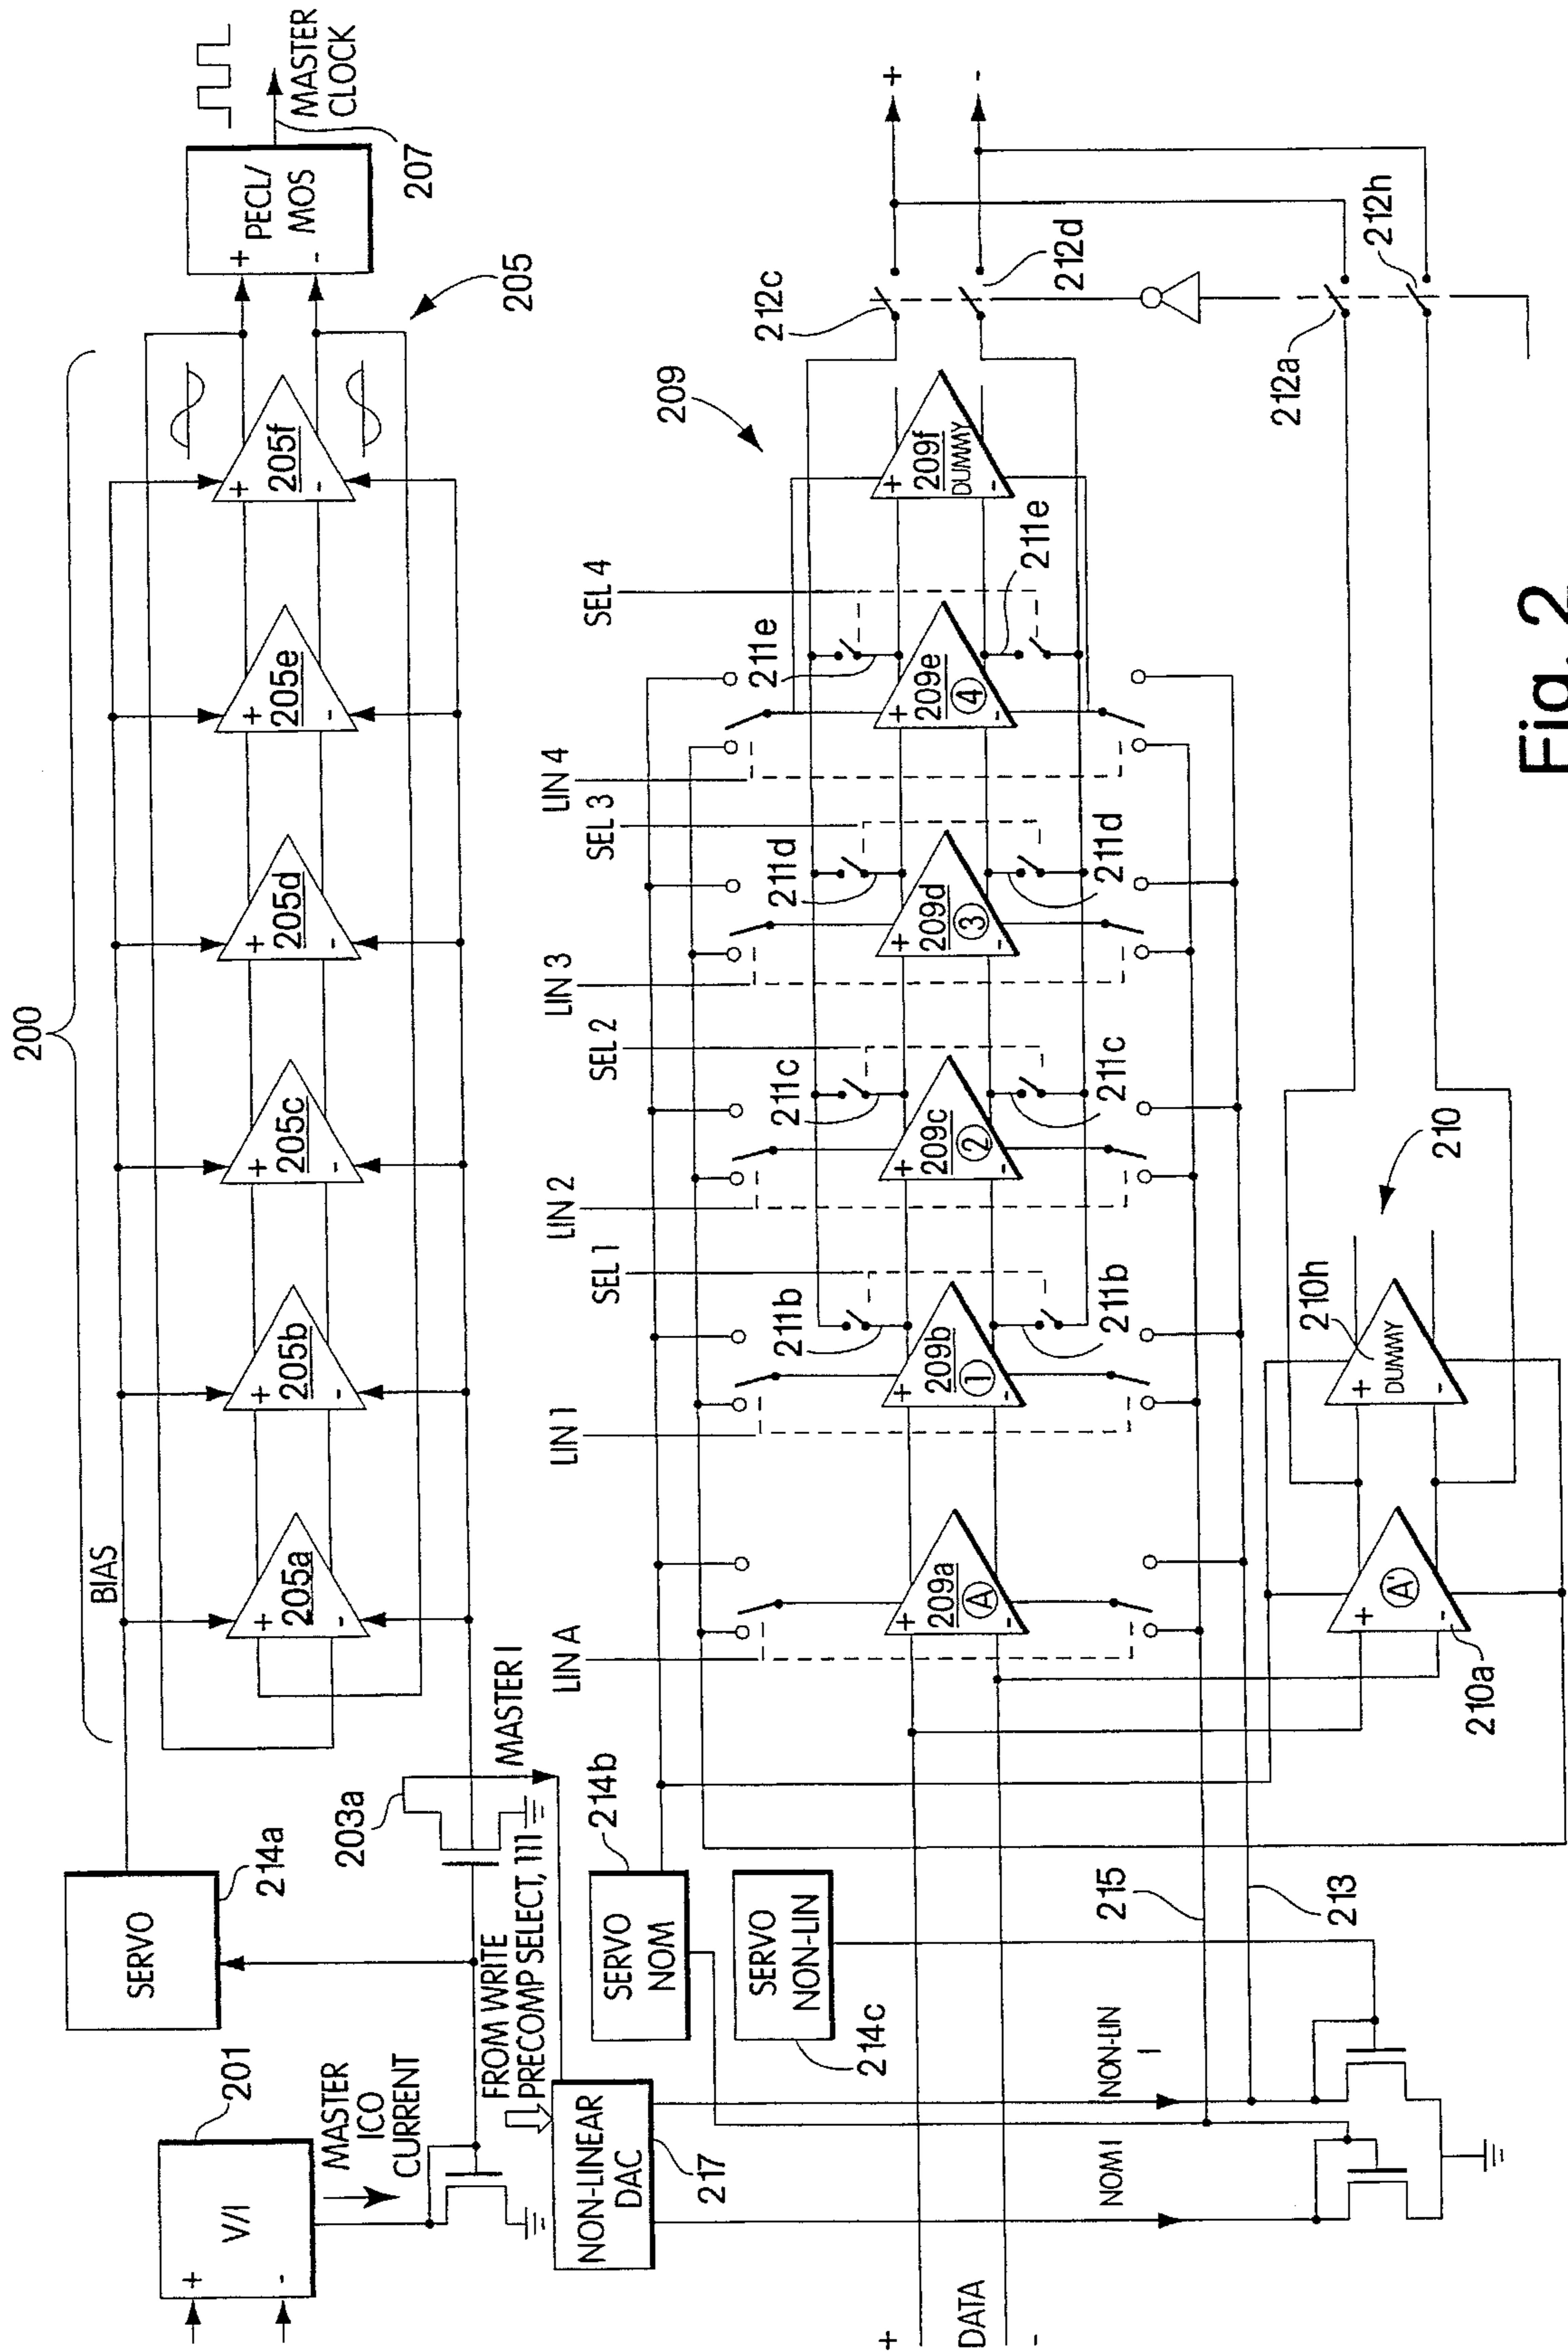 200
BIAS
SERVO
214a
V/I
+
-
201
MASTER
ICO
CURRENT
203a
MASTER I
205a
+
-
205b
+
-
205c
+
-
205d
+
-
205e
+
-
205f
+
-
205
PECL/
MOS
+
-
MASTER
CLOCK
207
FROM WRITE
PRECOMP SELECT, 111
NON-LINEAR
DAC
217
SERVO
NOM
214b
SERVO
NON-LIN
214c
LIN A
LIN 1
SEL 1
LIN 2
SEL 2
LIN 3
SEL 3
LIN 4
SEL 4
209
209a
A
+
-
209b
1
+
-
209c
2
+
-
209d
3
+
-
209e
4
+
-
209f
DUMMY
+
-
211b
211b
211c
211c
211d
211d
211e
211e
212c
212d
+
-
212a
212h
NOM I
NON-LIN
I
215
213
+
DATA
-
A'
+
-
210a
DUMMY
+
-
210h
210
Fig. 2